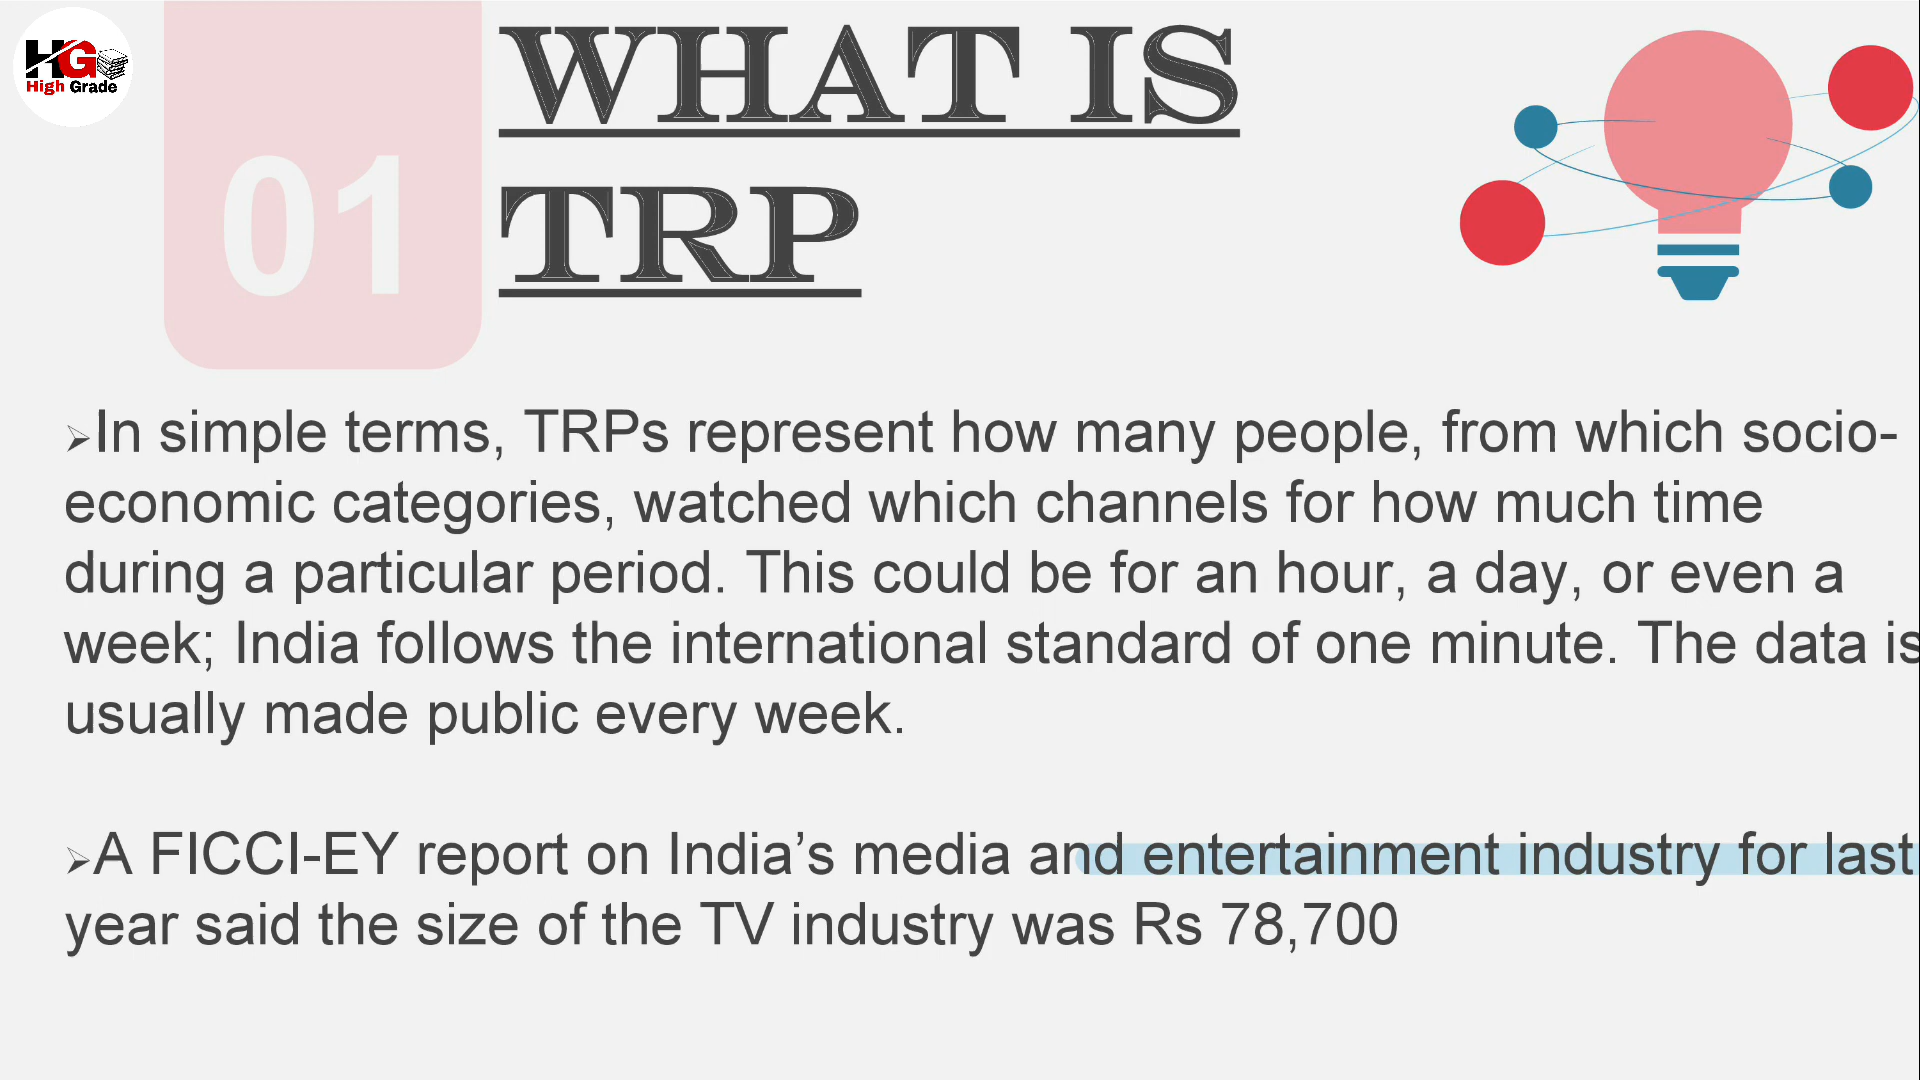 HG
High Grade
01
WHAT IS
TRP
➢In simple terms, TRPs represent how many people, from which socio-
economic categories, watched which channels for how much time
during a particular period. This could be for an hour, a day, or even a
week; India follows the international standard of one minute. The data is
usually made public every week.
➢A FICCI-EY report on India’s media and entertainment industry for last
year said the size of the TV industry was Rs 78,700